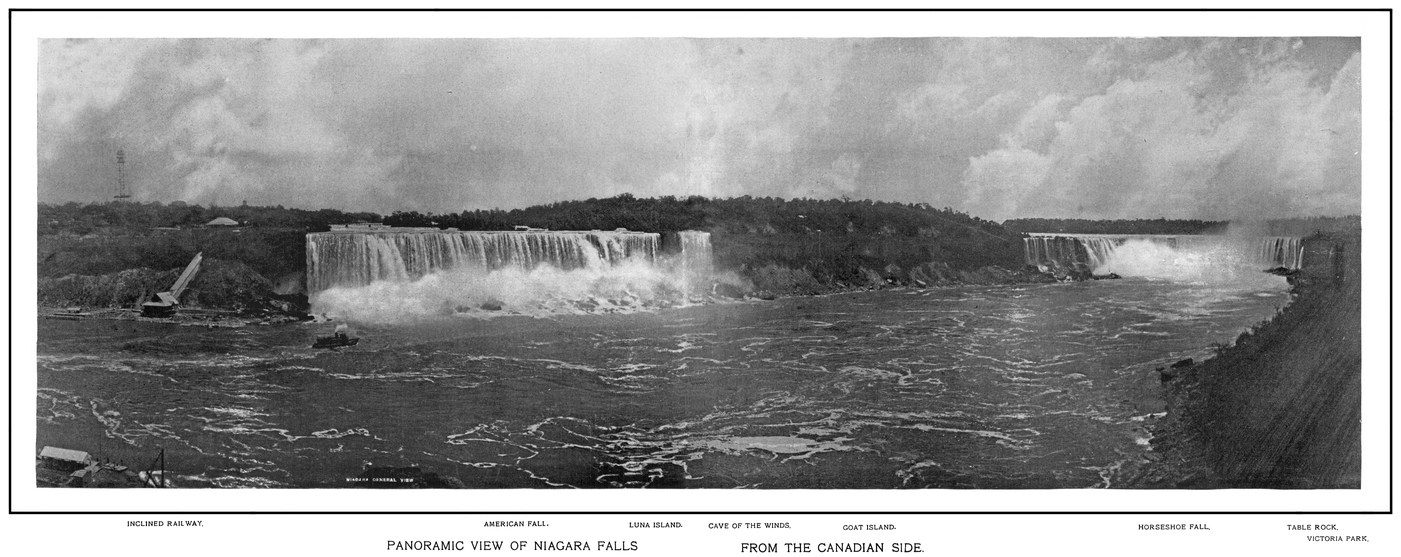 NIAGARA GENERAL VIEW
INCLINED RAILWAY. AMERICAN FALL. LUNA ISLAND. CAVE OF THE WINDS. GOAT ISLAND. HORSESHOE FALL. TABLE ROCK.
VICTORIA PARK.
PANORAMIC VIEW OF NIAGARA FALLS FROM THE CANADIAN SIDE.